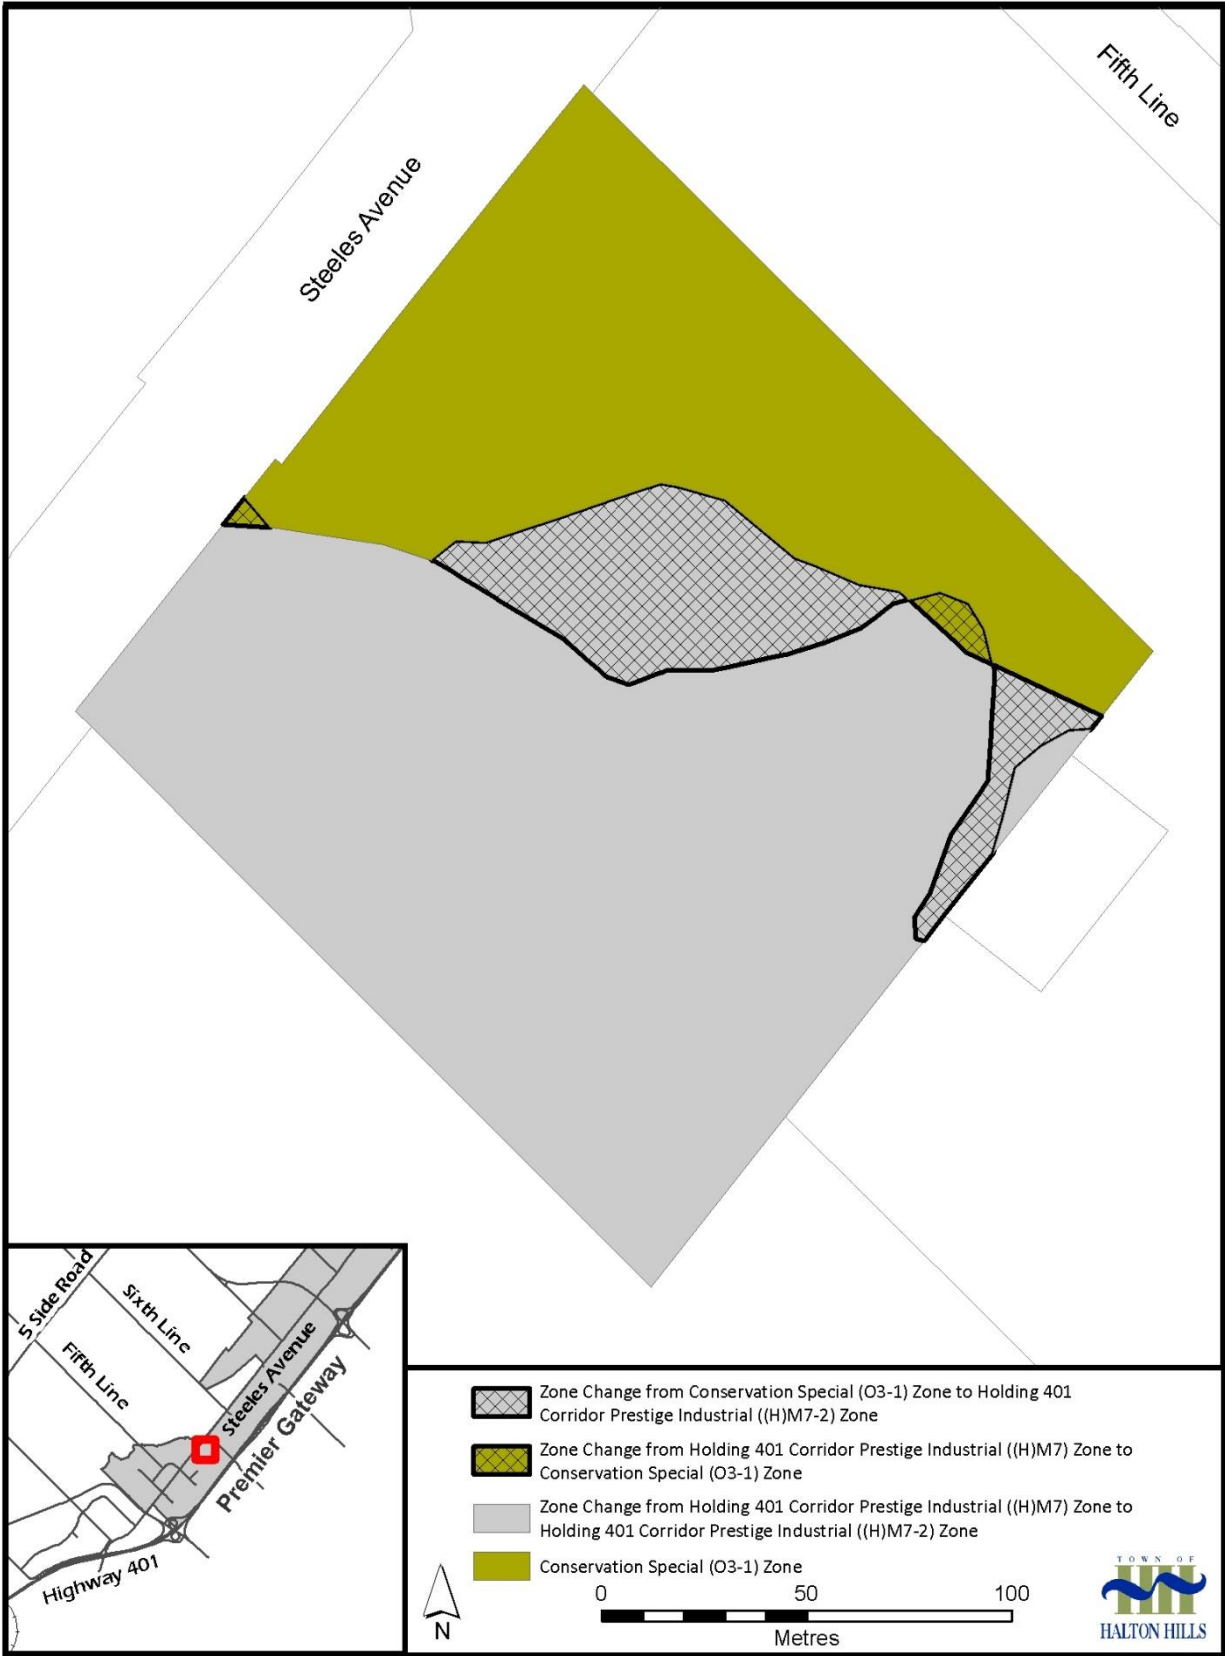 Fifth Line
Steeles Avenue
5 Side Road
Sixth Line
Fifth Line
Steeles Avenue
Premier Gateway
Highway 401
Zone Change from Conservation Special (O3-1) Zone to Holding 401
Corridor Prestige Industrial ((H)M7-2) Zone
Zone Change from Holding 401 Corridor Prestige Industrial ((H)M7) Zone to
Conservation Special (O3-1) Zone
Zone Change from Holding 401 Corridor Prestige Industrial ((H)M7) Zone to
Holding 401 Corridor Prestige Industrial ((H)M7-2) Zone
Conservation Special (O3-1) Zone
N
0 50 100
Metres
TOWN OF
HALTON HILLS